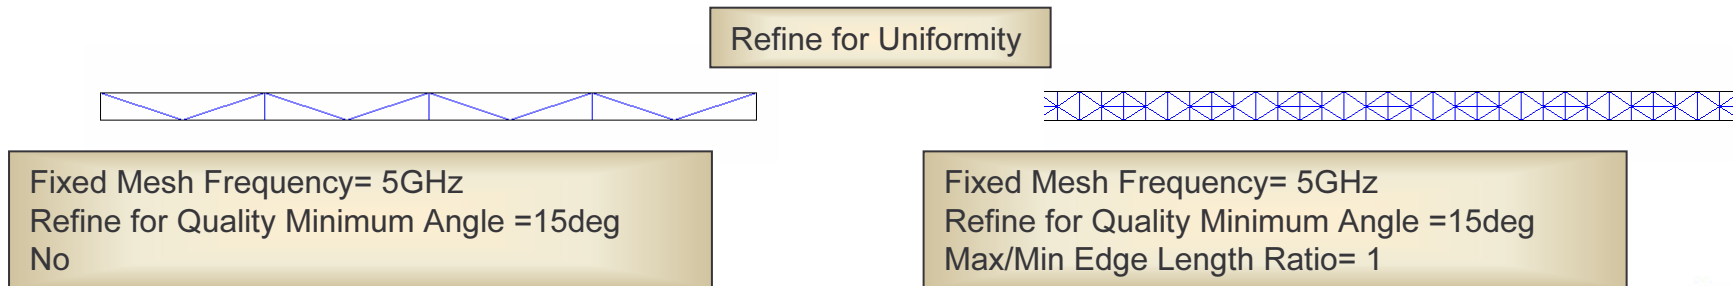 Refine for Uniformity
Fixed Mesh Frequency= 5GHz
Refine for Quality Minimum Angle =15deg
No
Fixed Mesh Frequency= 5GHz
Refine for Quality Minimum Angle =15deg
Max/Min Edge Length Ratio= 1